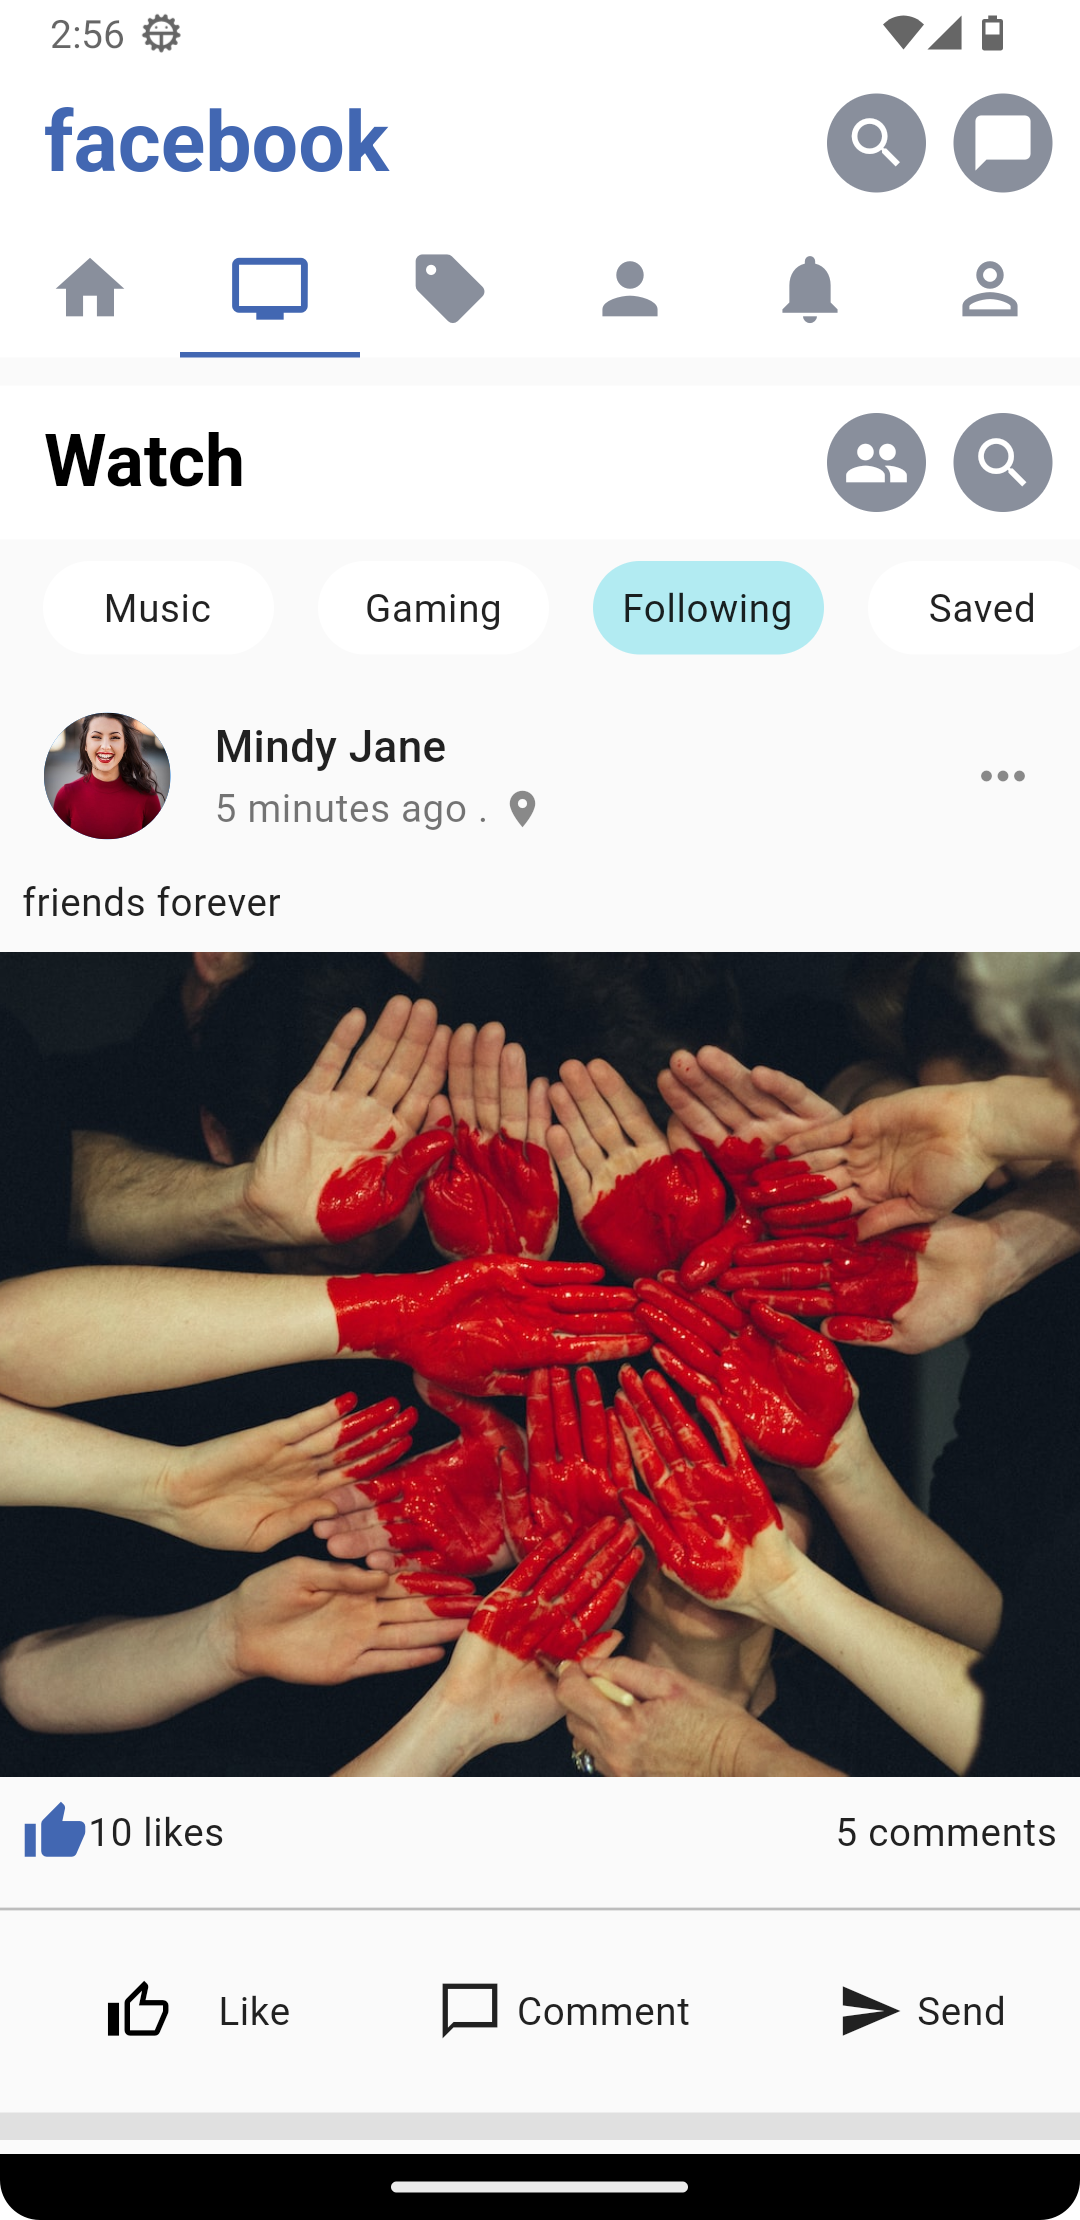 2:56
facebook
Watch
Music Gaming Following Saved
Mindy Jane
5 minutes ago .
friends forever
10 likes 5 comments
Like Comment Send